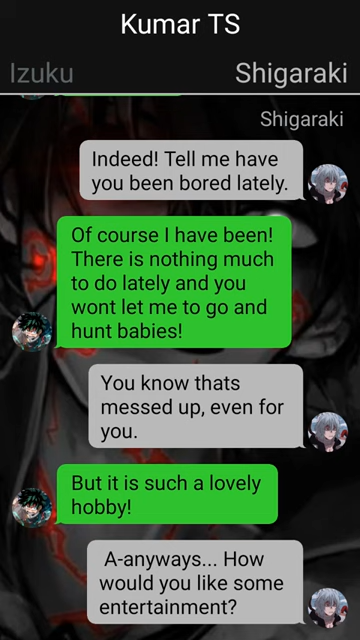 Kumar TS
Izuku
Shigaraki
Shigaraki
Indeed! Tell me have
you been bored lately.
Of course I have been!
There is nothing much
to do lately and you
wont let me to go and
hunt babies!
You know thats
messed up, even for
you.
But it is such a lovely
hobby!
A-anyways... How
would you like some
entertainment?